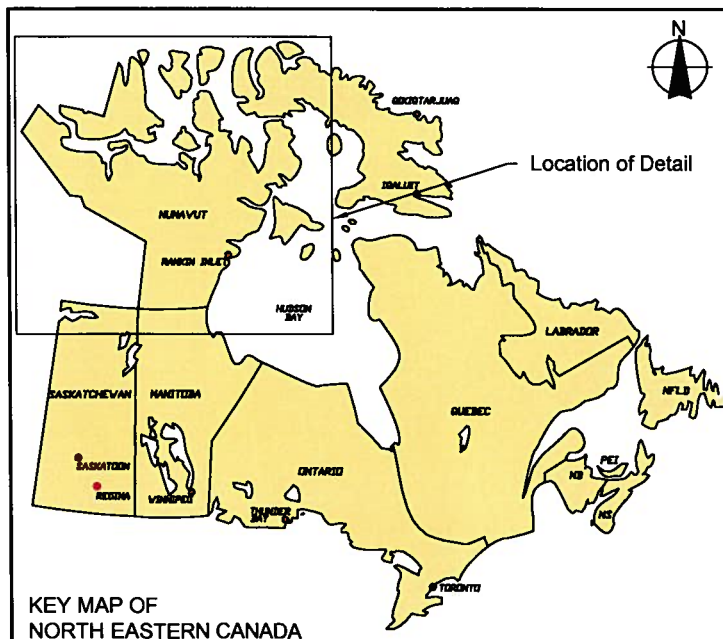 N
QIKIQTARJUAQ
Location of Detail
IQALUIT
NUNAVUT
RANKIN INLET
HUDSON
BAY
LABRADOR
SASKATCHEWAN
MANITOBA
NFLD
QUEBEC
SASKATOON
ONTARIO
PEI
NB
REGINA
WINNIPEG
THUNDER
BAY
NS
TORONTO
KEY MAP OF
NORTH EASTERN CANADA